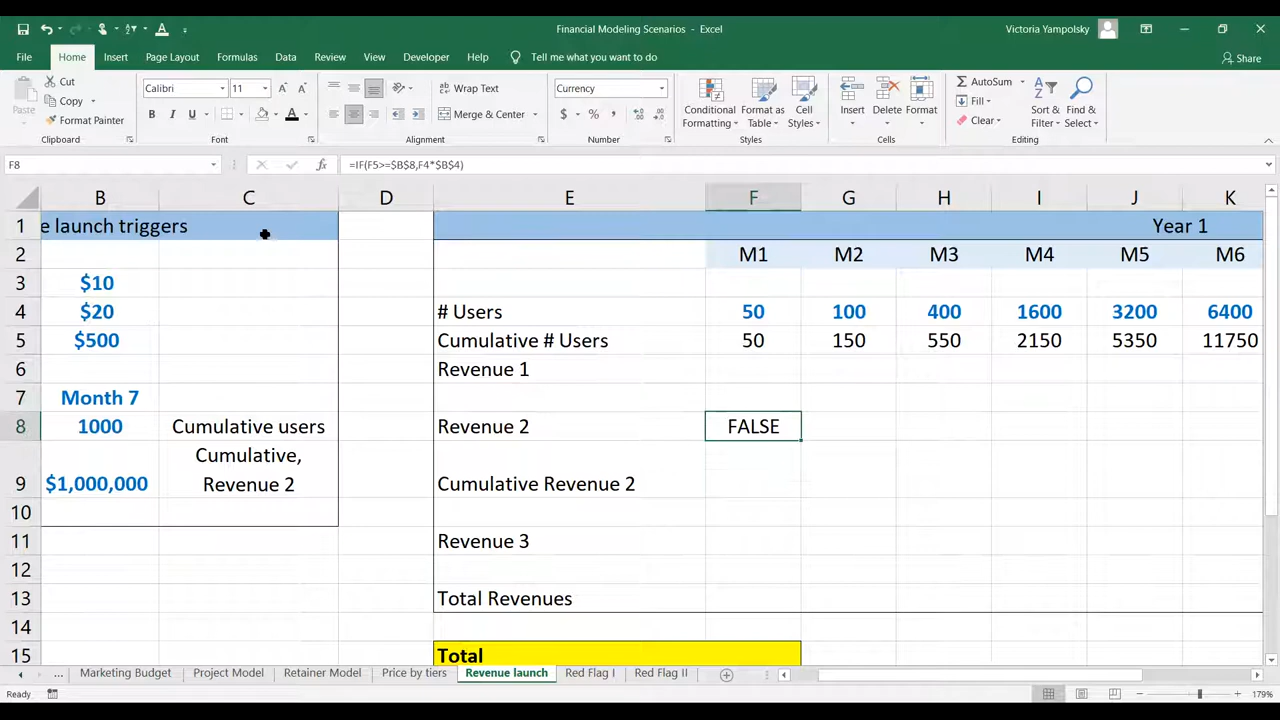 Financial Modeling Scenarios - Excel
Victoria Yampolsky
File Home Insert Page Layout Formulas Data Review View Developer Help Tell me what you want to do
Share
Cut
Copy
Format Painter
Paste
Clipboard
Calibri 11
B I U
Font
Wrap Text
Merge & Center
Alignment
Currency
$ % ,
Number
Conditional Formatting
Format as Table
Cell Styles
Styles
Insert Delete Format
Cells
AutoSum
Fill
Clear
Sort & Filter
Find & Select
Editing
F8 =IF(F5>=$B$8,F4*$B$4)
B C D E F G H I J K
1 e launch triggers Year 1
2 M1 M2 M3 M4 M5 M6
3 $10
4 $20 # Users 50 100 400 1600 3200 6400
5 $500 Cumulative # Users 50 150 550 2150 5350 11750
6 Revenue 1
7 Month 7
8 1000 Cumulative users Revenue 2 FALSE
Cumulative,
9 $1,000,000 Revenue 2 Cumulative Revenue 2
10
11 Revenue 3
12
13 Total Revenues
14
15 Total
... Marketing Budget Project Model Retainer Model Price by tiers Revenue launch Red Flag I Red Flag II
Ready 179%